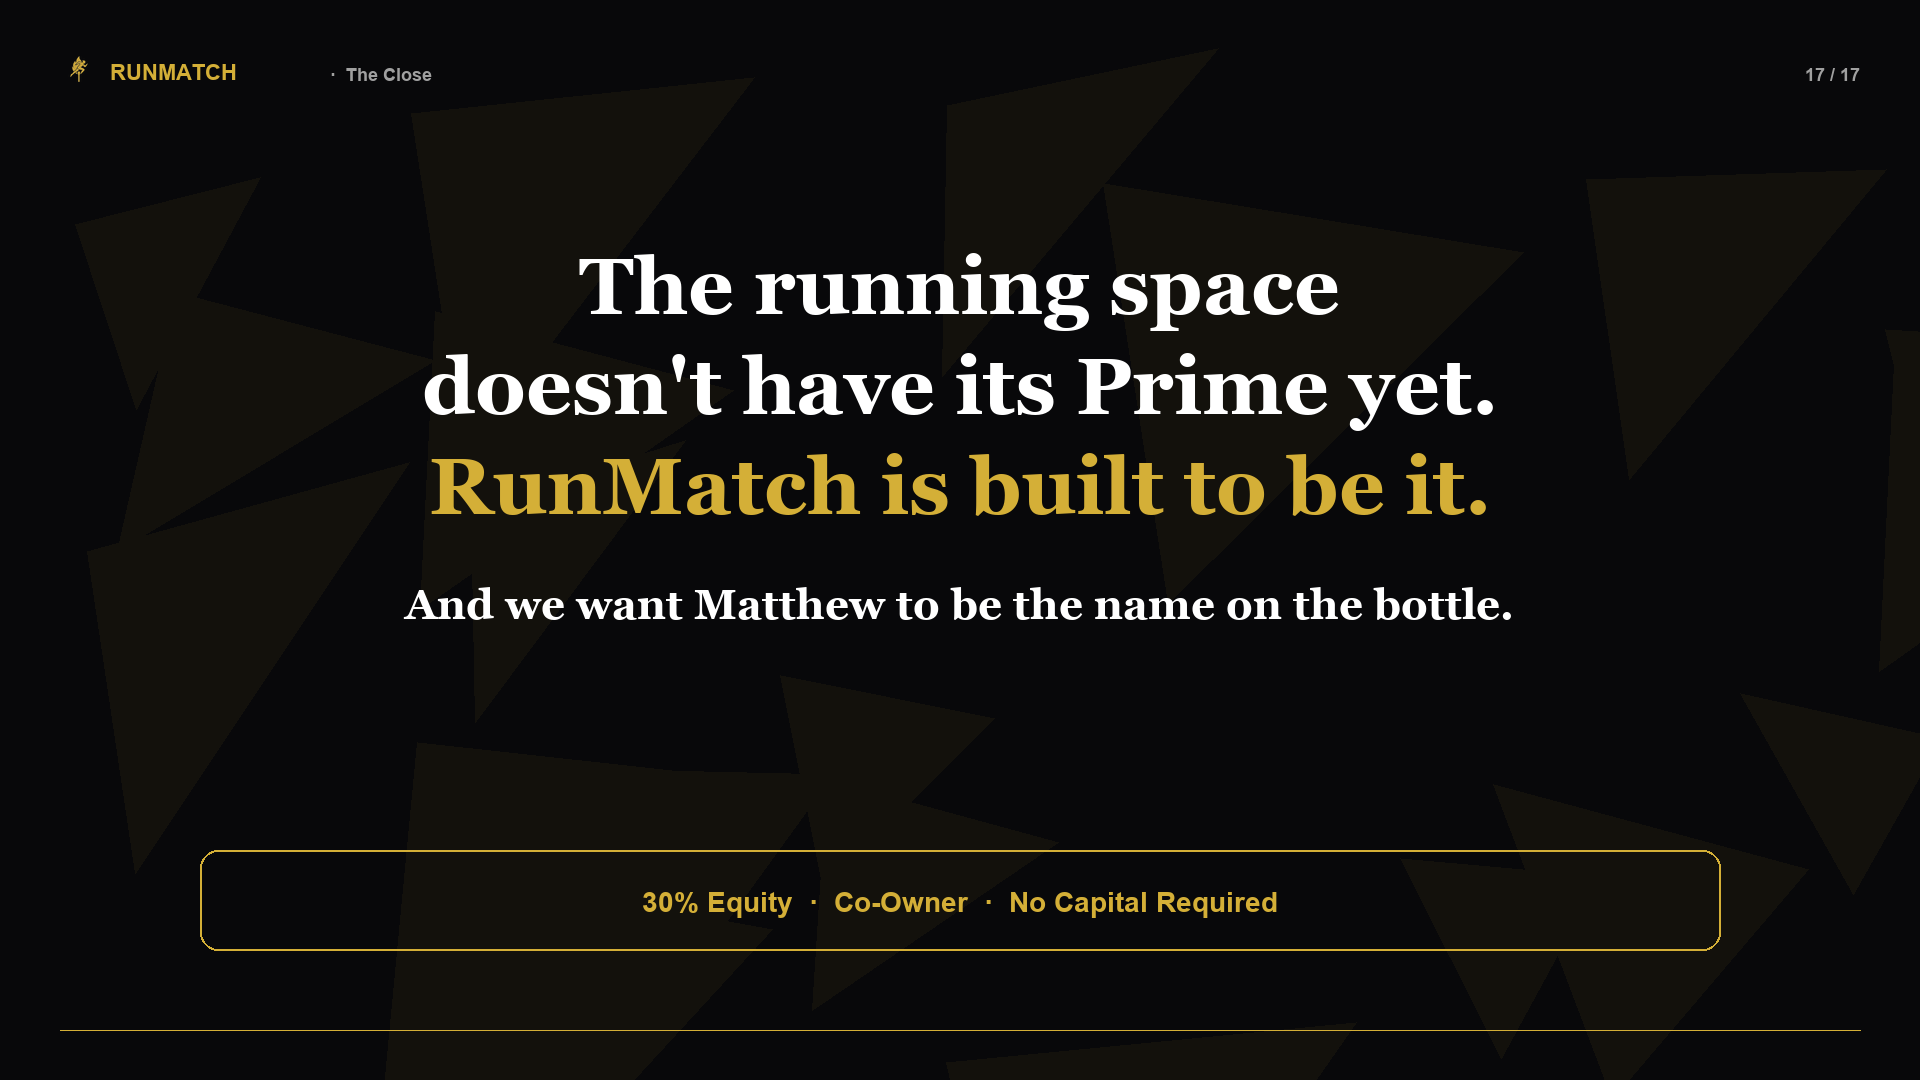 RUNMATCH · The Close 17 / 17
The running space
doesn't have its Prime yet.
RunMatch is built to be it.
And we want Matthew to be the name on the bottle.
30% Equity · Co-Owner · No Capital Required